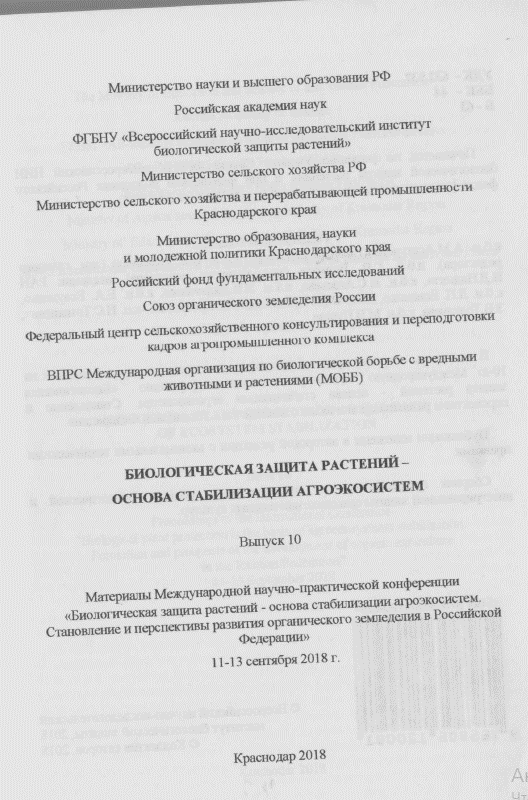 Министерство науки и высшего образования РФ
Российская академия наук
ФГБНУ «Всероссийский научно-исследовательский институт
биологической защиты растений»
Министерство сельского хозяйства РФ
Министерство сельского хозяйства и перерабатывающей промышленности
Краснодарского края
Министерство образования, науки
и молодежной политики Краснодарского края
Российский фонд фундаментальных исследований
Союз органического земледелия России
Федеральный центр сельскохозяйственного консультирования и переподготовки
кадров агропромышленного комплекса
ВПРС Международная организация по биологической борьбе с вредными
животными и растениями (МОББ)
БИОЛОГИЧЕСКАЯ ЗАЩИТА РАСТЕНИЙ –
ОСНОВА СТАБИЛИЗАЦИИ АГРОЭКОСИСТЕМ
Выпуск 10
Материалы Международной научно-практической конференции
«Биологическая защита растений - основа стабилизации агроэкосистем.
Становление и перспективы развития органического земледелия в Российской
Федерации»
11-13 сентября 2018 г.
Краснодар 2018